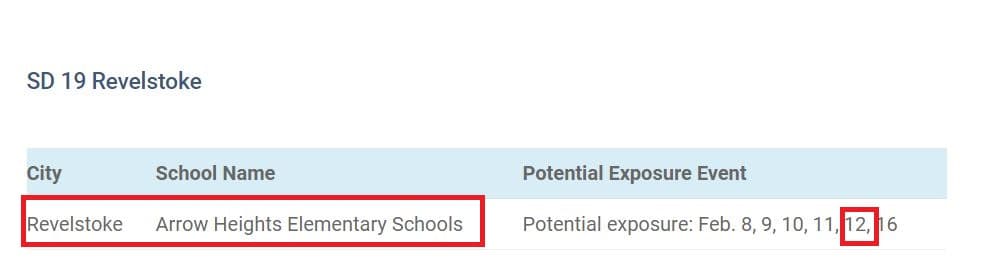 SD 19 Revelstoke
City School Name Potential Exposure Event
Revelstoke Arrow Heights Elementary Schools Potential exposure: Feb. 8, 9, 10, 11, 12, 16